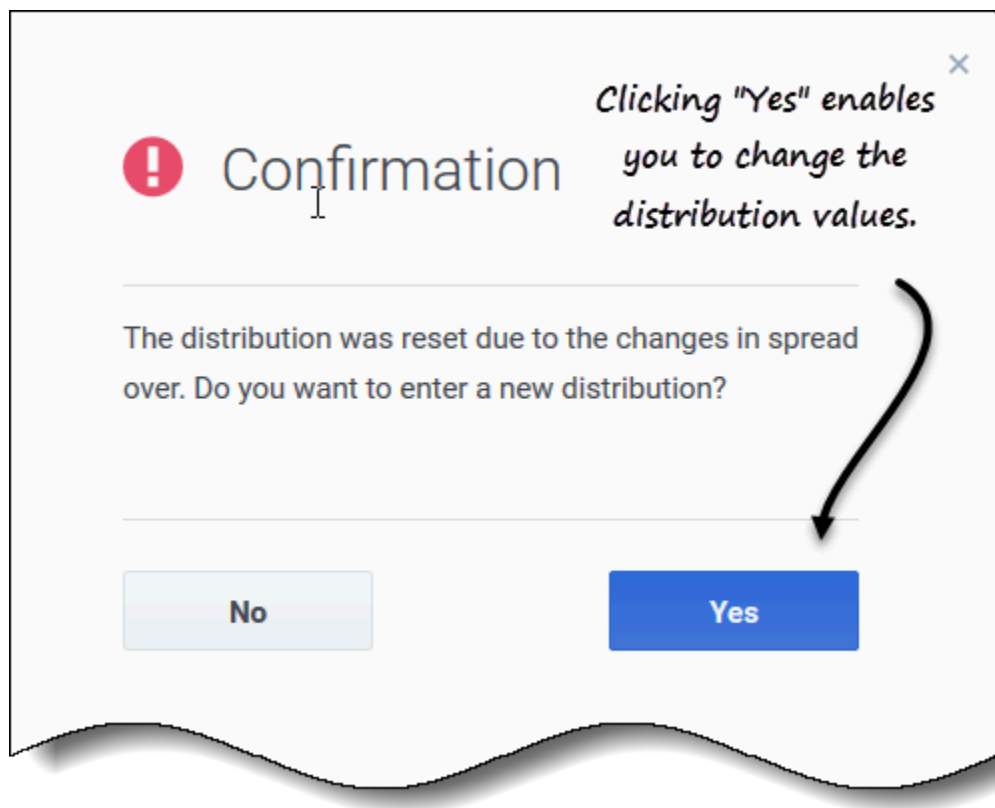 Clicking "Yes" enables
you to change the
distribution values.
Confirmation
The distribution was reset due to the changes in spread
over. Do you want to enter a new distribution?
No
Yes